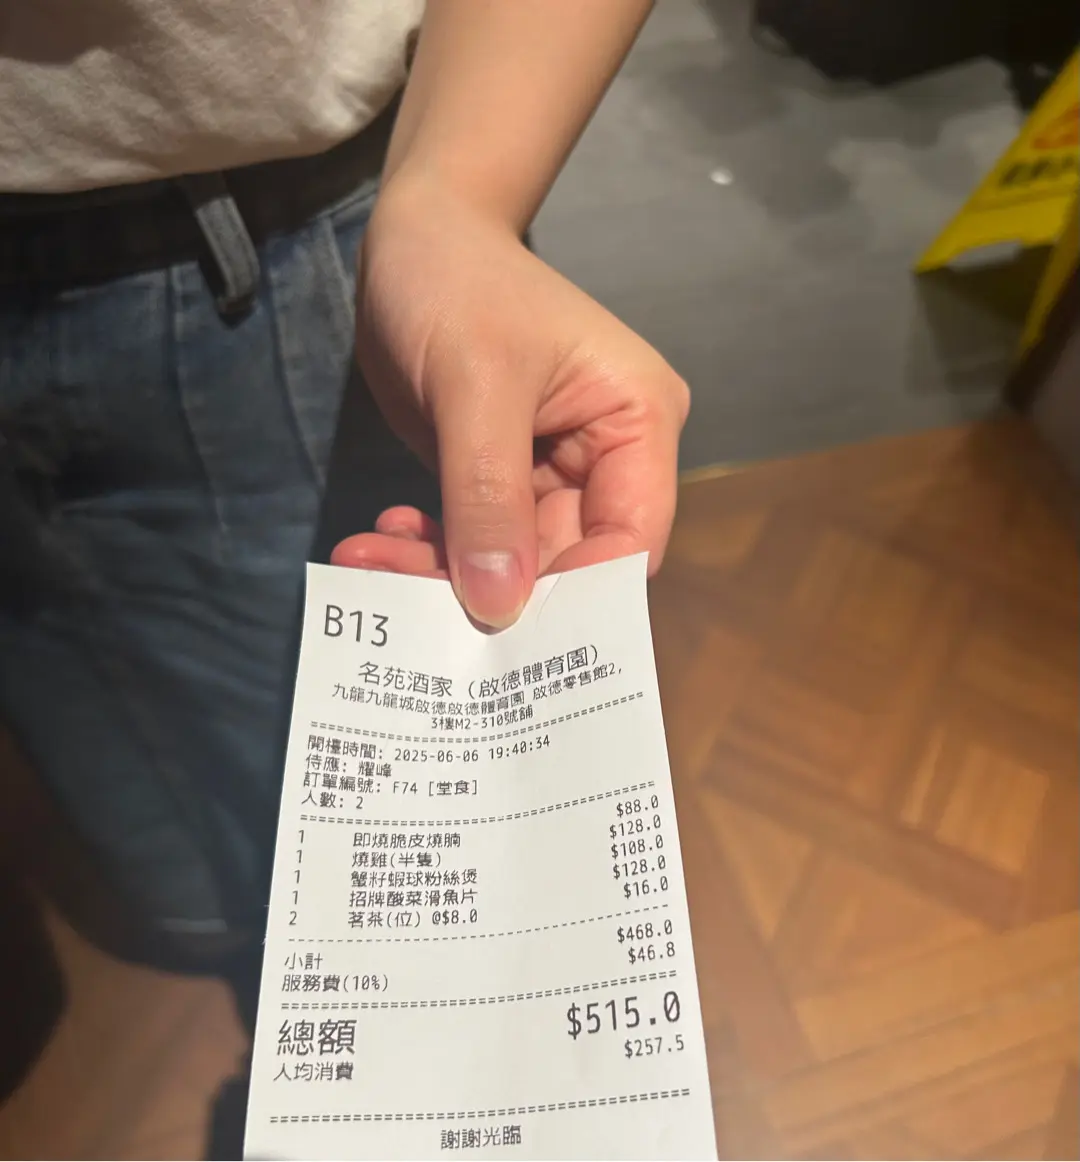 B13
名苑酒家 (啟德體育園)
九龍九龍城啟德啟德體育園 啟德零售館2,
3樓M2-310號舖
開檯時間: 2025-06-06 19:40:34
侍應: 耀峰
訂單編號: F74 [堂食]
人數: 2
1 即燒脆皮燒腩 $88.0
1 燒雞(半隻) $128.0
1 蟹籽蝦球粉絲煲 $108.0
1 招牌酸菜滑魚片 $128.0
2 茗茶(位) @$8.0 $16.0
小計 $468.0
服務費(10%) $46.8
總額 $515.0
人均消費 $257.5
謝謝光臨